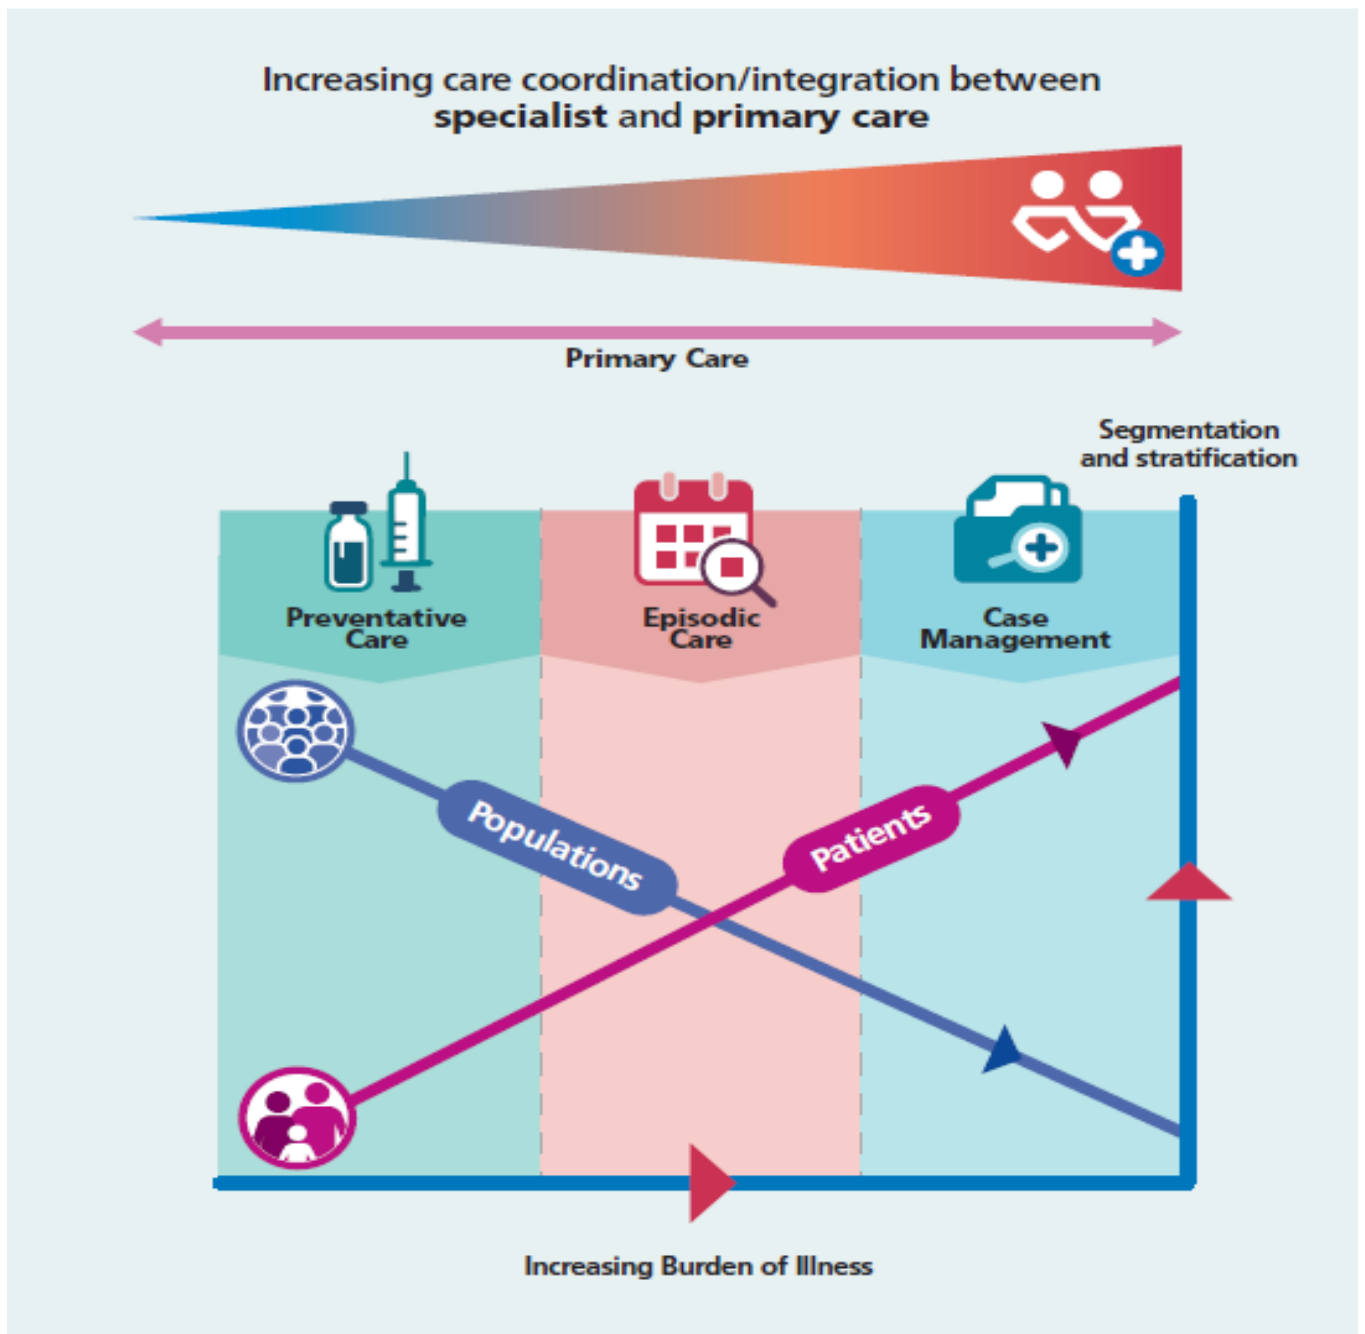 Increasing care coordination/integration between
specialist and primary care
Primary Care
Segmentation
and stratification
Preventative
Care
Episodic
Care
Case
Management
Populations
Patients
Increasing Burden of Illness